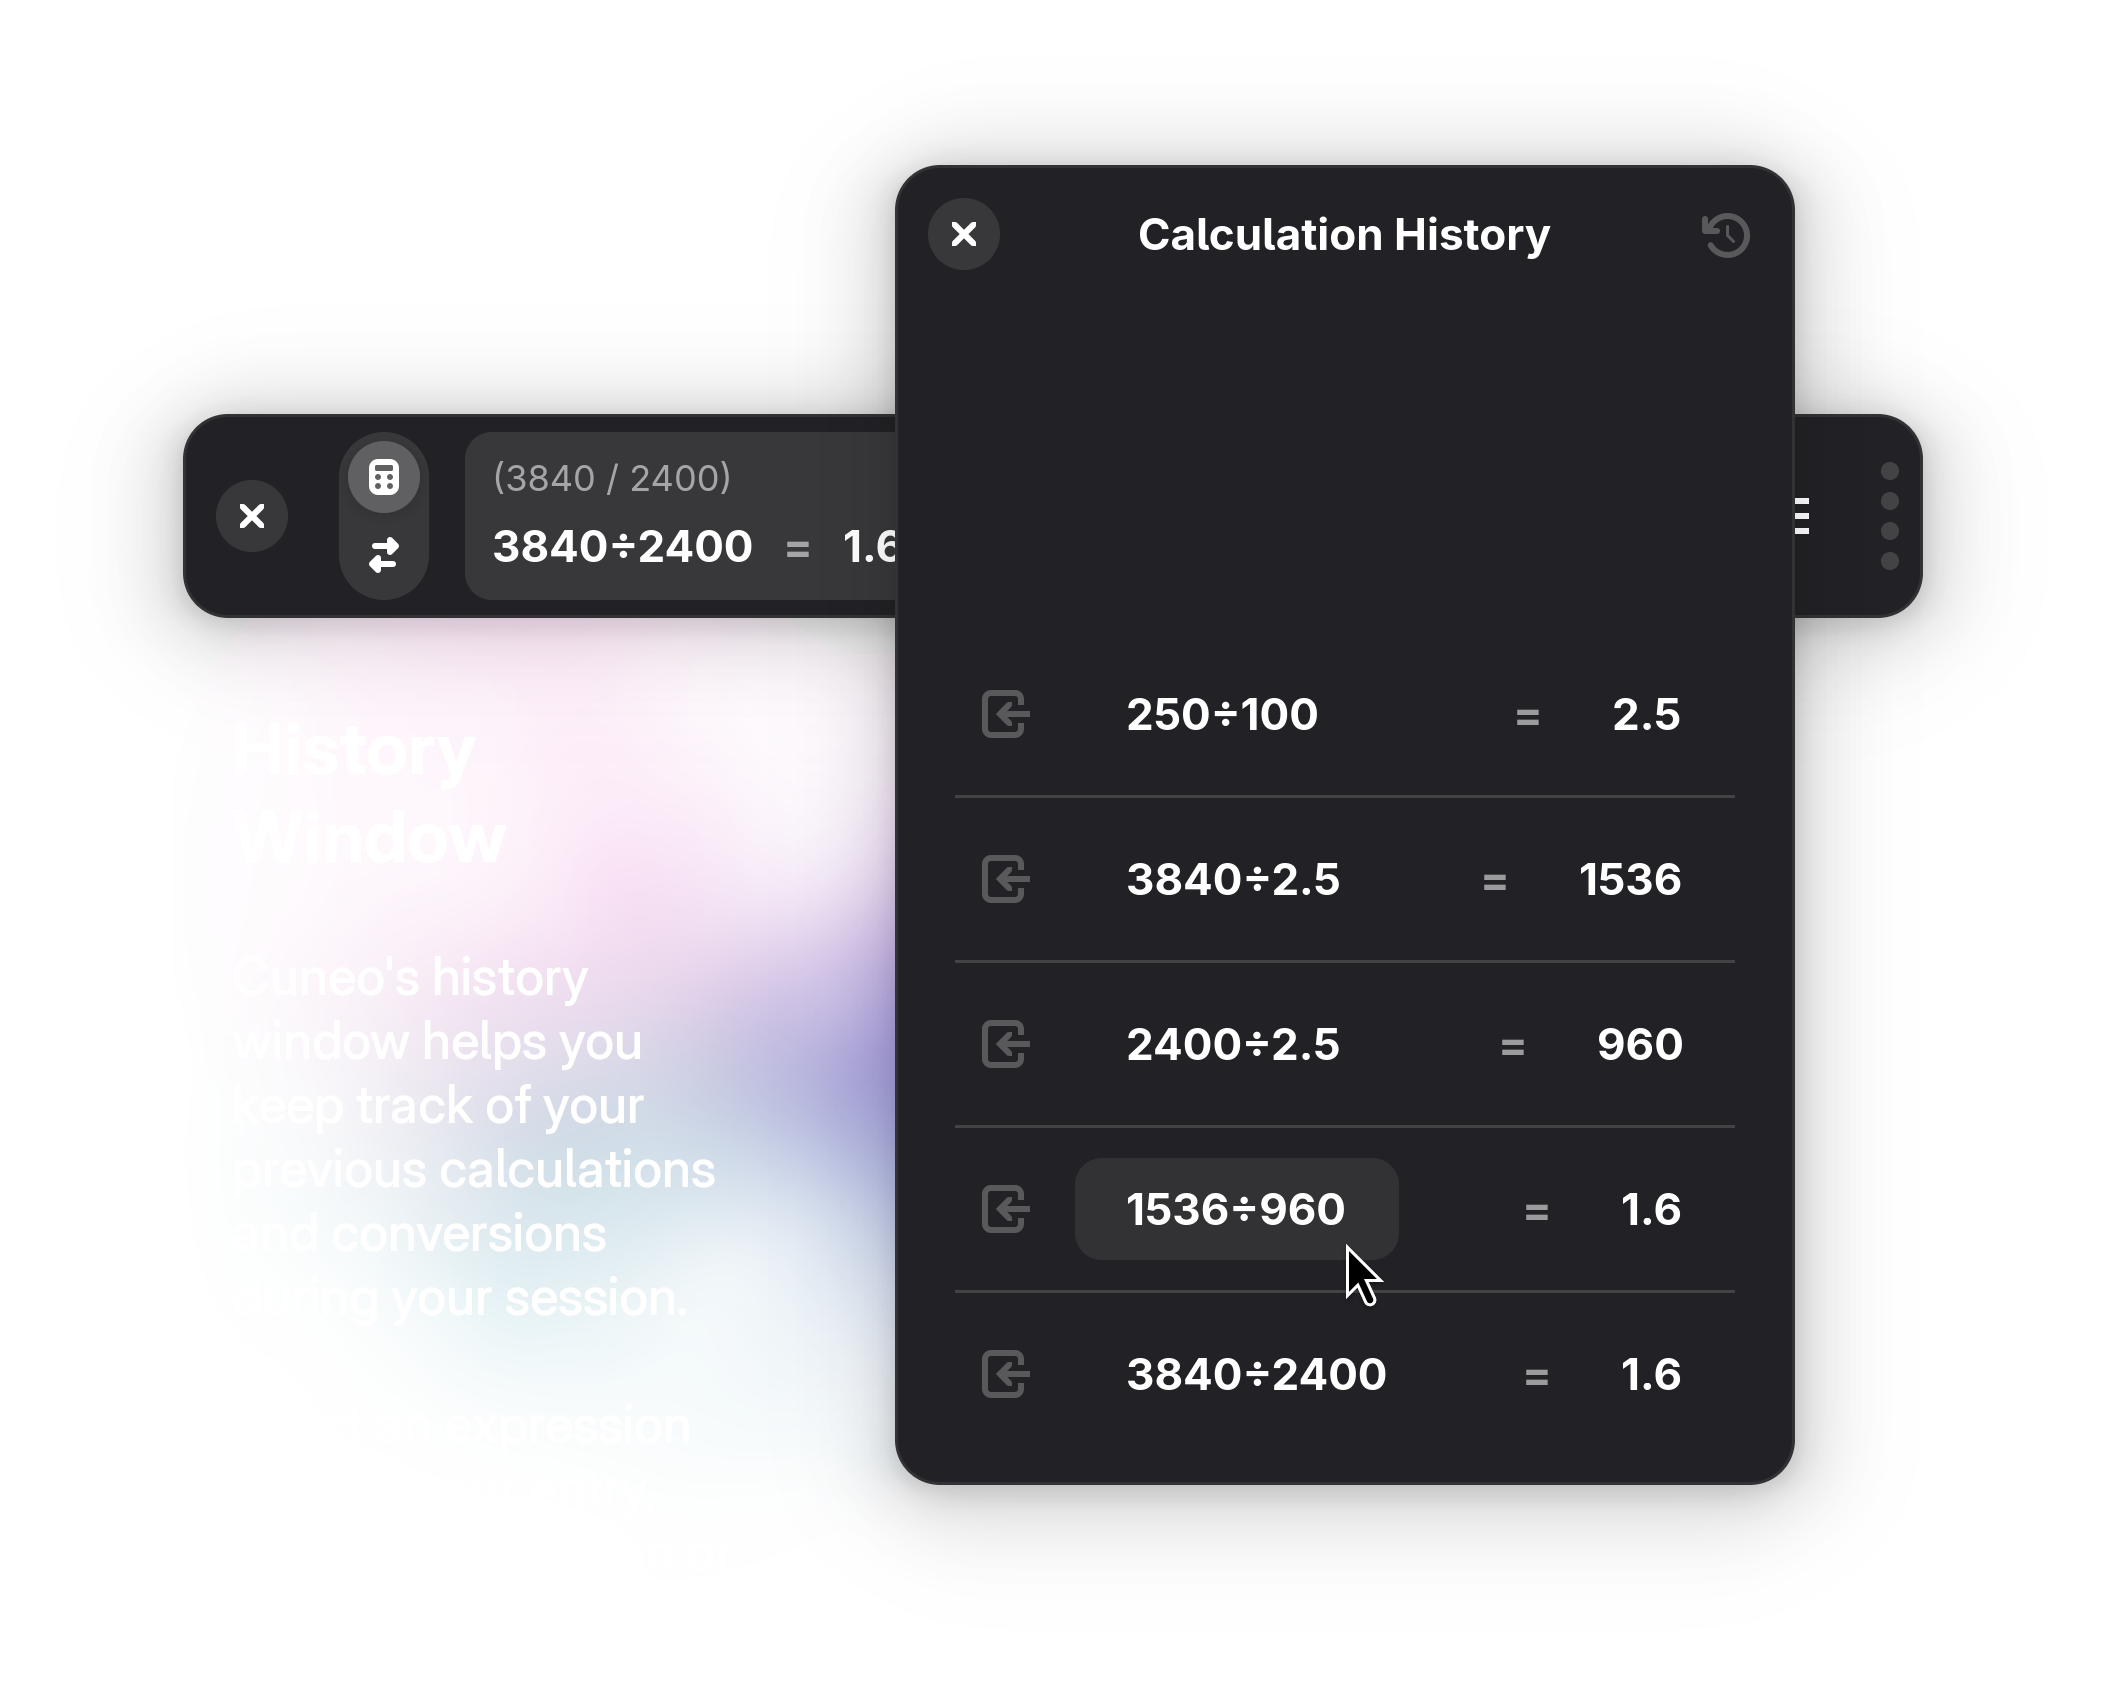 Calculation History
(3840 / 2400)
3840÷2400 = 1.6
250÷100 = 2.5
3840÷2.5 = 1536
2400÷2.5 = 960
1536÷960 = 1.6
3840÷2400 = 1.6
History
Window
Cuneo's history
window helps you
keep track of your
previous calculations
and conversions
during your session.
an expression
entry